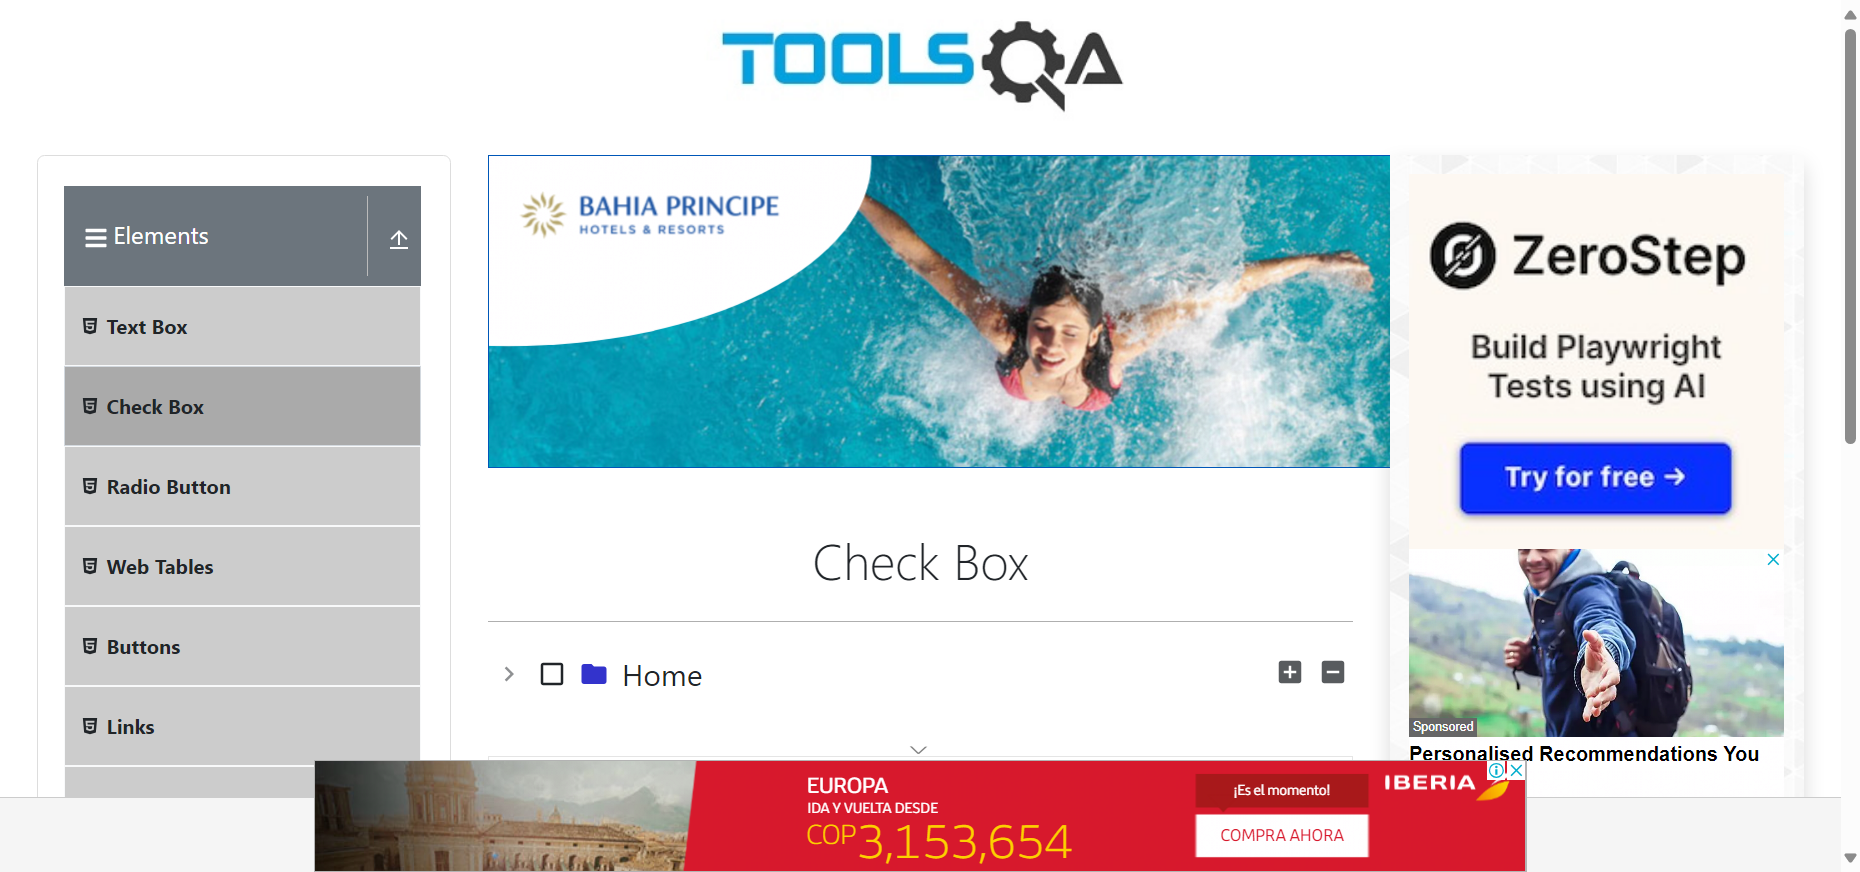 TOOLSQA
Elements
Text Box
Check Box
Radio Button
Web Tables
Buttons
Links
BAHIA PRINCIPE
HOTELS & RESORTS
Check Box
Home
ZeroStep
Build Playwright
Tests using AI
Try for free →
Sponsored
Personalised Recommendations You
EUROPA
IDA Y VUELTA DESDE
COP3,153,654
¡Es el momento!
COMPRA AHORA
IBERIA